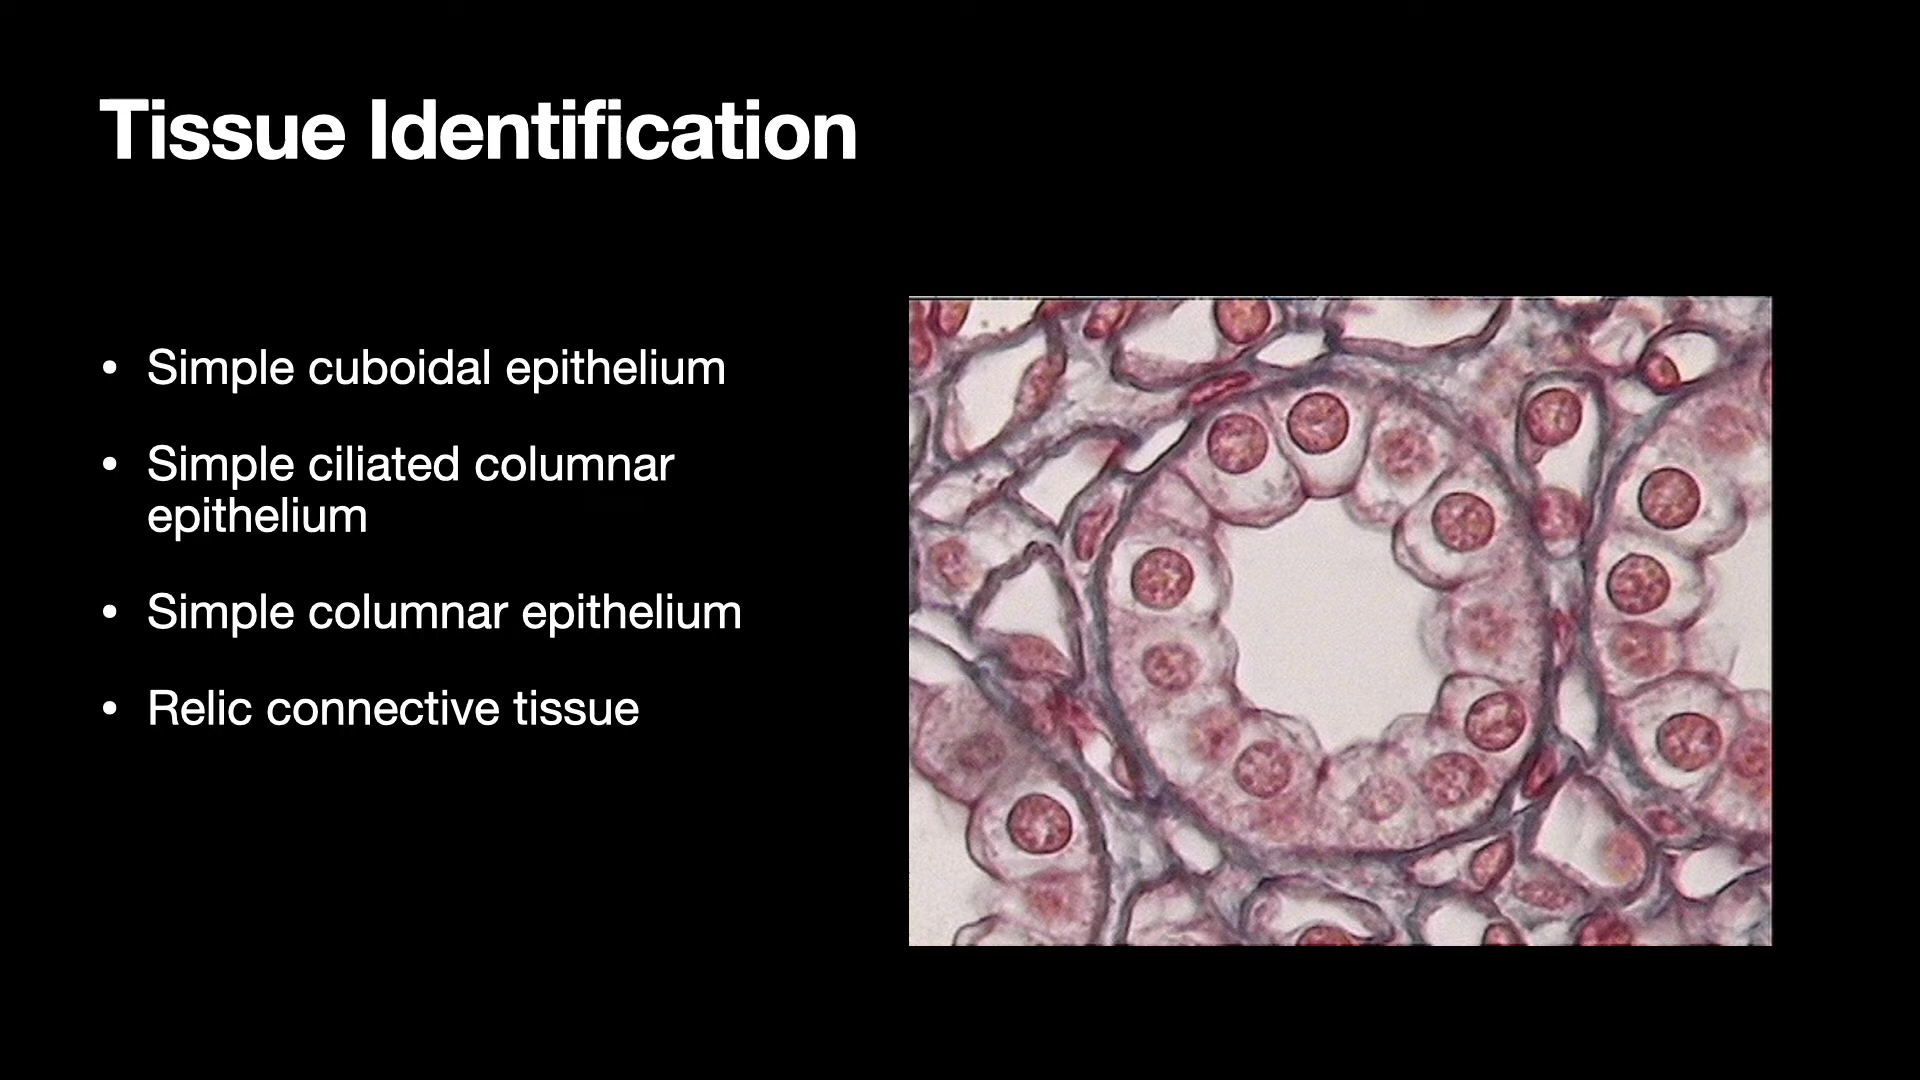 Tissue Identification
• Simple cuboidal epithelium
• Simple ciliated columnar
epithelium
• Simple columnar epithelium
• Relic connective tissue